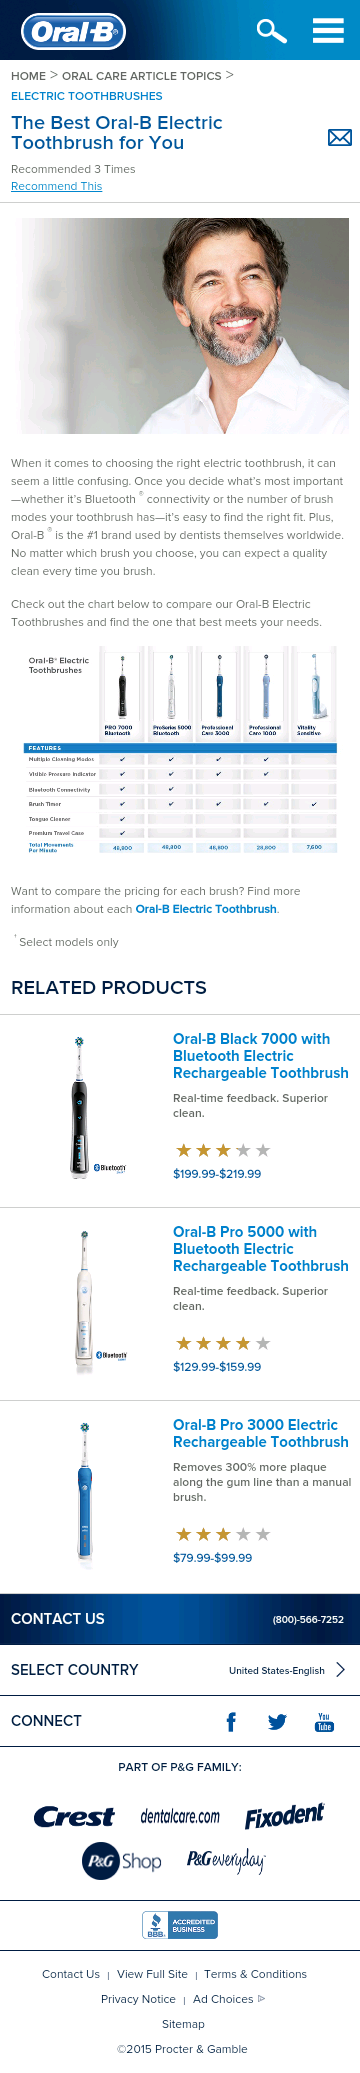 Oral-B
HOME > ORAL CARE ARTICLE TOPICS >
ELECTRIC TOOTHBRUSHES
The Best Oral-B Electric
Toothbrush for You
Recommended 3 Times
Recommend This
When it comes to choosing the right electric toothbrush, it can
seem a little confusing. Once you decide what's most important
—whether it's Bluetooth ® connectivity or the number of brush
modes your toothbrush has—it's easy to find the right fit. Plus,
Oral-B ® is the #1 brand used by dentists themselves worldwide.
No matter which brush you choose, you can expect a quality
clean every time you brush.
Check out the chart below to compare our Oral-B Electric
Toothbrushes and find the one that best meets your needs.
Oral-B® Electric
Toothbrushes
PRO 7000 ProSeries 5000 Professional Professional Vitality
Bluetooth Bluetooth Care 3000 Care 1000 Sensitive
FEATURES
Multiple Cleaning Modes ✓ ✓ ✓ ✓
Visible Pressure Indicator ✓ ✓ ✓ ✓
Bluetooth Connectivity ✓ ✓
Brush Timer ✓ ✓ ✓ ✓ ✓
Tongue Cleaner ✓
Premium Travel Case ✓
Total Movements
Per Minute 48,800 48,800 48,800 28,800 7,600
Want to compare the pricing for each brush? Find more
information about each Oral-B Electric Toothbrush.
Select models only
RELATED PRODUCTS
Oral-B Black 7000 with
Bluetooth Electric
Rechargeable Toothbrush
Real-time feedback. Superior
clean.
Bluetooth
$199.99-$219.99
Oral-B Pro 5000 with
Bluetooth Electric
Rechargeable Toothbrush
Real-time feedback. Superior
clean.
Bluetooth
$129.99-$159.99
Oral-B Pro 3000 Electric
Rechargeable Toothbrush
Removes 300% more plaque
along the gum line than a manual
brush.
$79.99-$99.99
CONTACT US (800)-566-7252
SELECT COUNTRY United States-English
CONNECT f You Tube
PART OF P&G FAMILY:
Crest dentalcare.com Fixodent
P&G Shop P&G everyday
BBB ACCREDITED BUSINESS
Contact Us | View Full Site | Terms & Conditions
Privacy Notice | Ad Choices
Sitemap
©2015 Procter & Gamble